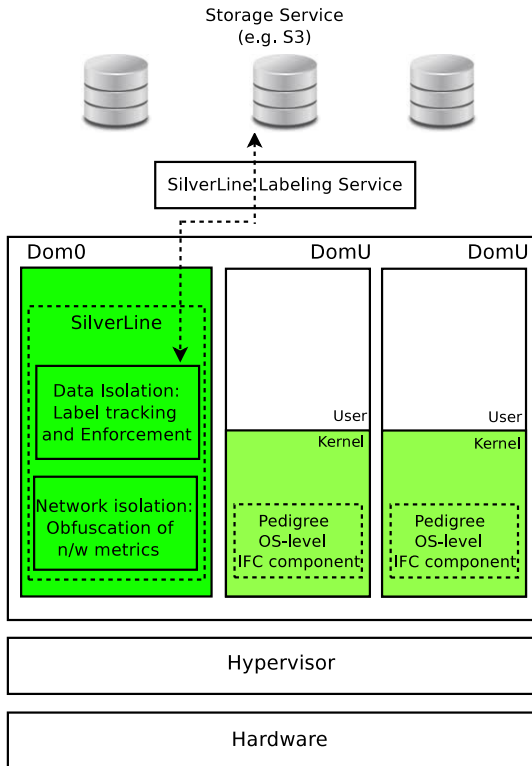 Storage Service
(e.g. S3)
SilverLine Labeling Service
Dom0
DomU
DomU
SilverLine
Data Isolation:
Label tracking
and Enforcement
Network isolation:
Obfuscation of
n/w metrics
User
Kernel
Pedigree
OS-level
IFC component
User
Kernel
Pedigree
OS-level
IFC component
Hypervisor
Hardware